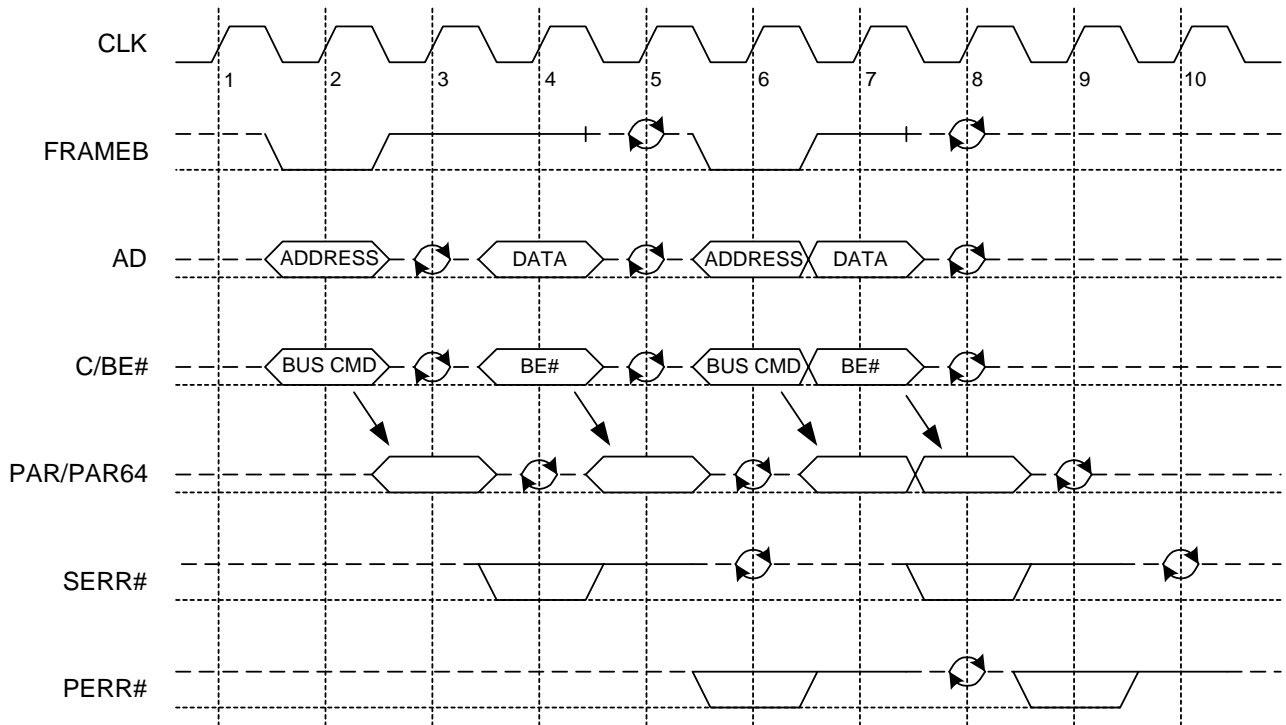 CLK
1 2 3 4 5 6 7 8 9 10
FRAMEB
AD
ADDRESS DATA ADDRESS DATA
C/BE#
BUS CMD BE# BUS CMD BE#
PAR/PAR64
SERR#
PERR#